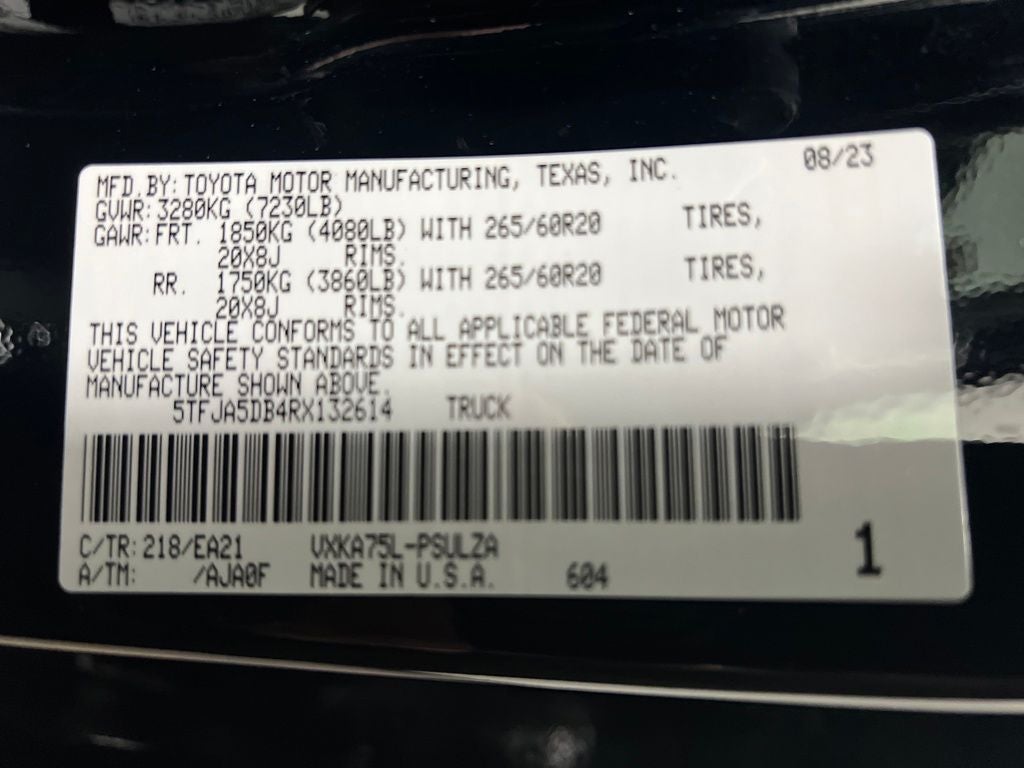 08/23
MFD.BY:TOYOTA MOTOR MANUFACTURING, TEXAS, INC.
GVWR:3280KG (7230LB)
GAWR:FRT. 1850KG (4080LB) WITH 265/60R20 TIRES,
20X8J RIMS.
RR. 1750KG (3860LB) WITH 265/60R20 TIRES,
20X8J RIMS.
THIS VEHICLE CONFORMS TO ALL APPLICABLE FEDERAL MOTOR
VEHICLE SAFETY STANDARDS IN EFFECT ON THE DATE OF
MANUFACTURE SHOWN ABOVE.
5TFJA5DB4RX132614 TRUCK
C/TR:218/EA21 VXKA75L-PSULZA
A/TM: /AJA0F MADE IN U.S.A. 604
1